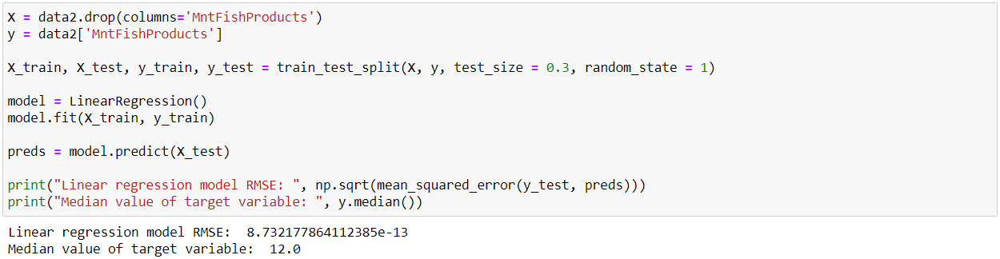 X = data2.drop(columns='MntFishProducts')
y = data2['MntFishProducts']
X_train, X_test, y_train, y_test = train_test_split(X, y, test_size = 0.3, random_state = 1)
model = LinearRegression()
model.fit(X_train, y_train)
preds = model.predict(X_test)
print("Linear regression model RMSE: ", np.sqrt(mean_squared_error(y_test, preds)))
print("Median value of target variable: ", y.median())
Linear regression model RMSE:  8.732177864112385e-13
Median value of target variable:  12.0